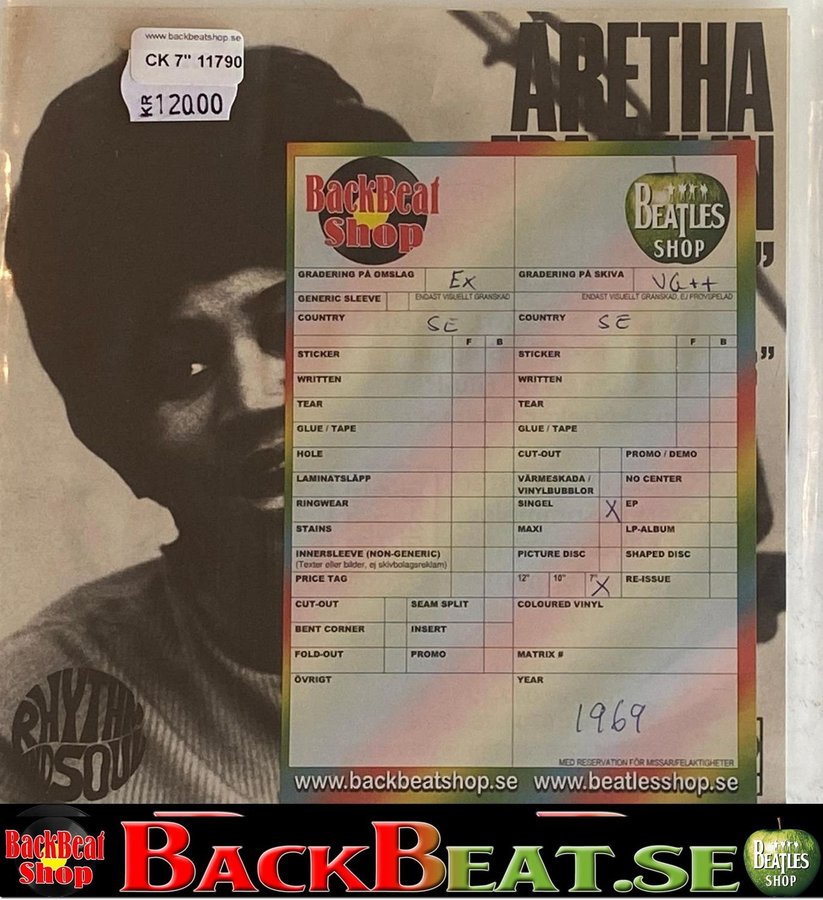 www.backbeatshop.se
CK 7" 11790
KR 120.00
ARETHA
BackBeat
Shop
BEATLES
SHOP
GRADERING PÅ OMSLAG Ex GRADERING PÅ SKIVA VG++
GENERIC SLEEVE ENDAST VISUELLT GRANSKAD ENDAST VISUELLT GRANSKAD, EJ PROVSPELAD
COUNTRY SE COUNTRY SE
F B F B
STICKER STICKER
WRITTEN WRITTEN
TEAR TEAR
GLUE / TAPE GLUE / TAPE
HOLE CUT-OUT PROMO / DEMO
LAMINATSLÄPP VÄRMESKADA / NO CENTER
VINYLBUBBLOR
RINGWEAR SINGEL X EP
STAINS MAXI LP-ALBUM
INNERSLEEVE (NON-GENERIC) PICTURE DISC SHAPED DISC
(Texter eller bilder, ej skivbolagsreklam)
PRICE TAG 12" 10" 7" X RE-ISSUE
CUT-OUT SEAM SPLIT COLOURED VINYL
BENT CORNER INSERT
FOLD-OUT PROMO MATRIX #
ÖVRIGT YEAR
1969
MED RESERVATION FÖR MISSAR/FELAKTIGHETER
www.backbeatshop.se www.beatlesshop.se
RHYTHM
AND SOUL
BackBeat
Shop
BACKBEAT.SE
BEATLES
SHOP